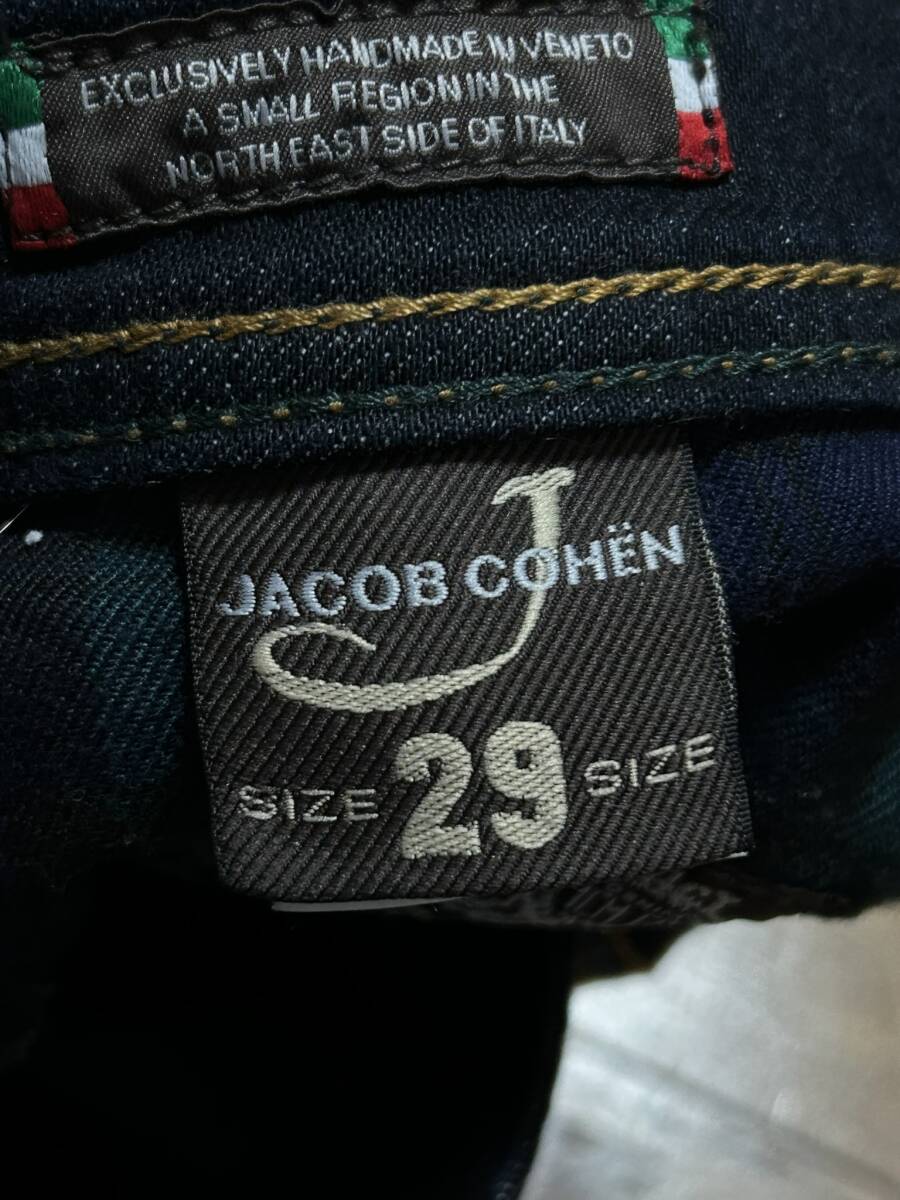 EXCLUSIVELY HANDMADE IN VENETO
A SMALL REGION IN THE
NORTH EAST SIDE OF ITALY
JACOB COHËN
SIZE 29 SIZE